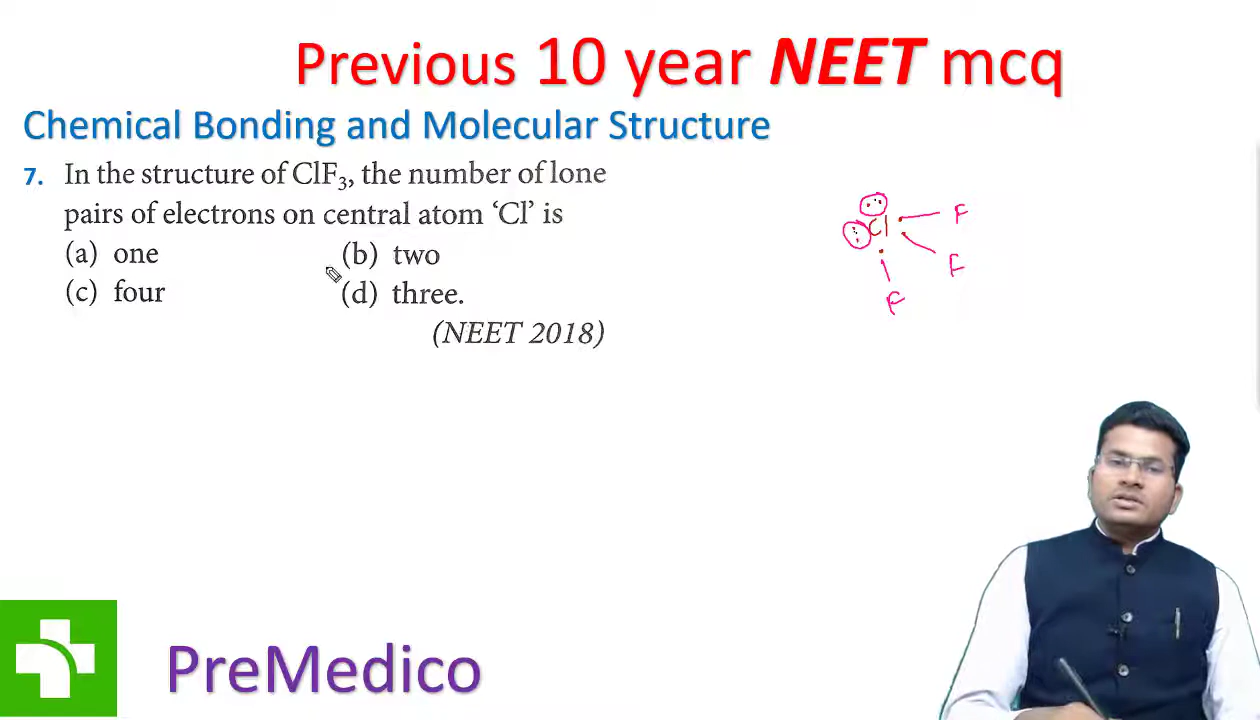 Previous 10 year NEET mcq
Chemical Bonding and Molecular Structure
7. In the structure of ClF₃, the number of lone
pairs of electrons on central atom ‘Cl’ is
(a) one (b) two
(c) four (d) three.
(NEET 2018)
Cl F
F
F
PreMedico